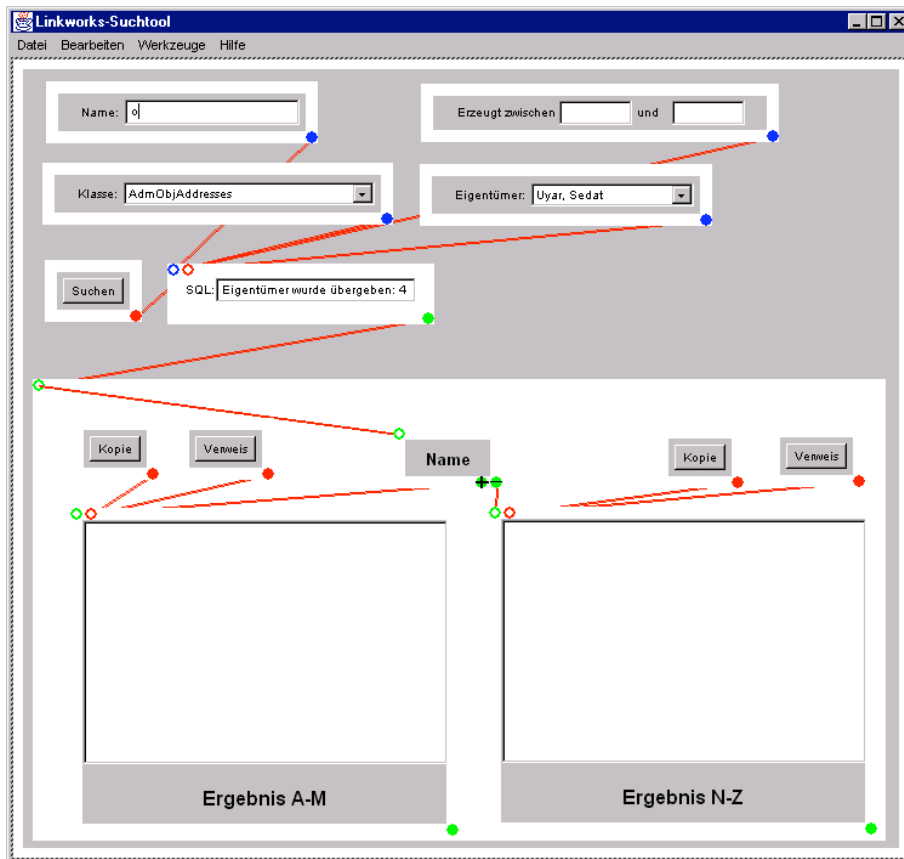 Linkworks-Suchtool
Datei Bearbeiten Werkzeuge Hilfe
Name: o
Erzeugt zwischen und
Klasse: AdmObjAddresses
Eigentümer: Uyar, Sedat
Suchen
SQL: Eigentümer wurde übergeben: 4
Kopie Verweis
Name
Kopie Verweis
Ergebnis A-M
Ergebnis N-Z